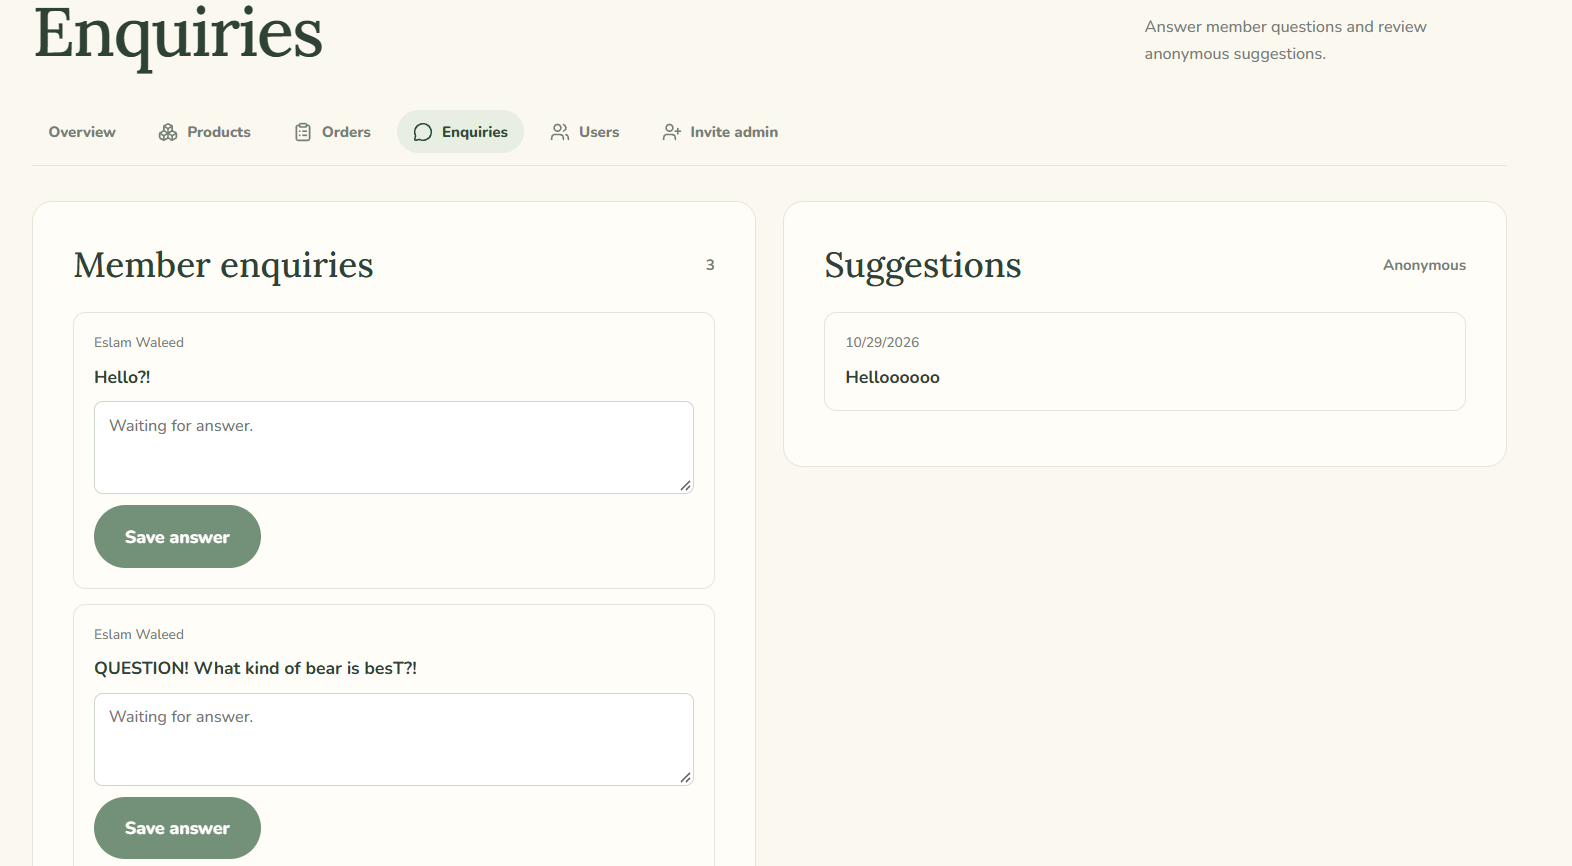 Enquiries
Answer member questions and review
anonymous suggestions.
Overview
Products
Orders
Enquiries
Users
Invite admin
Member enquiries
3
Eslam Waleed
Hello?!
Waiting for answer.
Save answer
Eslam Waleed
QUESTION! What kind of bear is besT?!
Waiting for answer.
Save answer
Suggestions
Anonymous
10/29/2026
Helloooooo